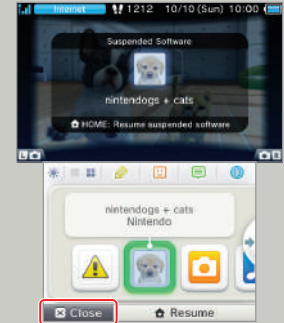 Internet 1212 10/10 (Sun) 10:00
Suspended Software
nintendogs + cats
HOME: Resume suspended software
L R
nintendogs + cats
Nintendo
Close Resume